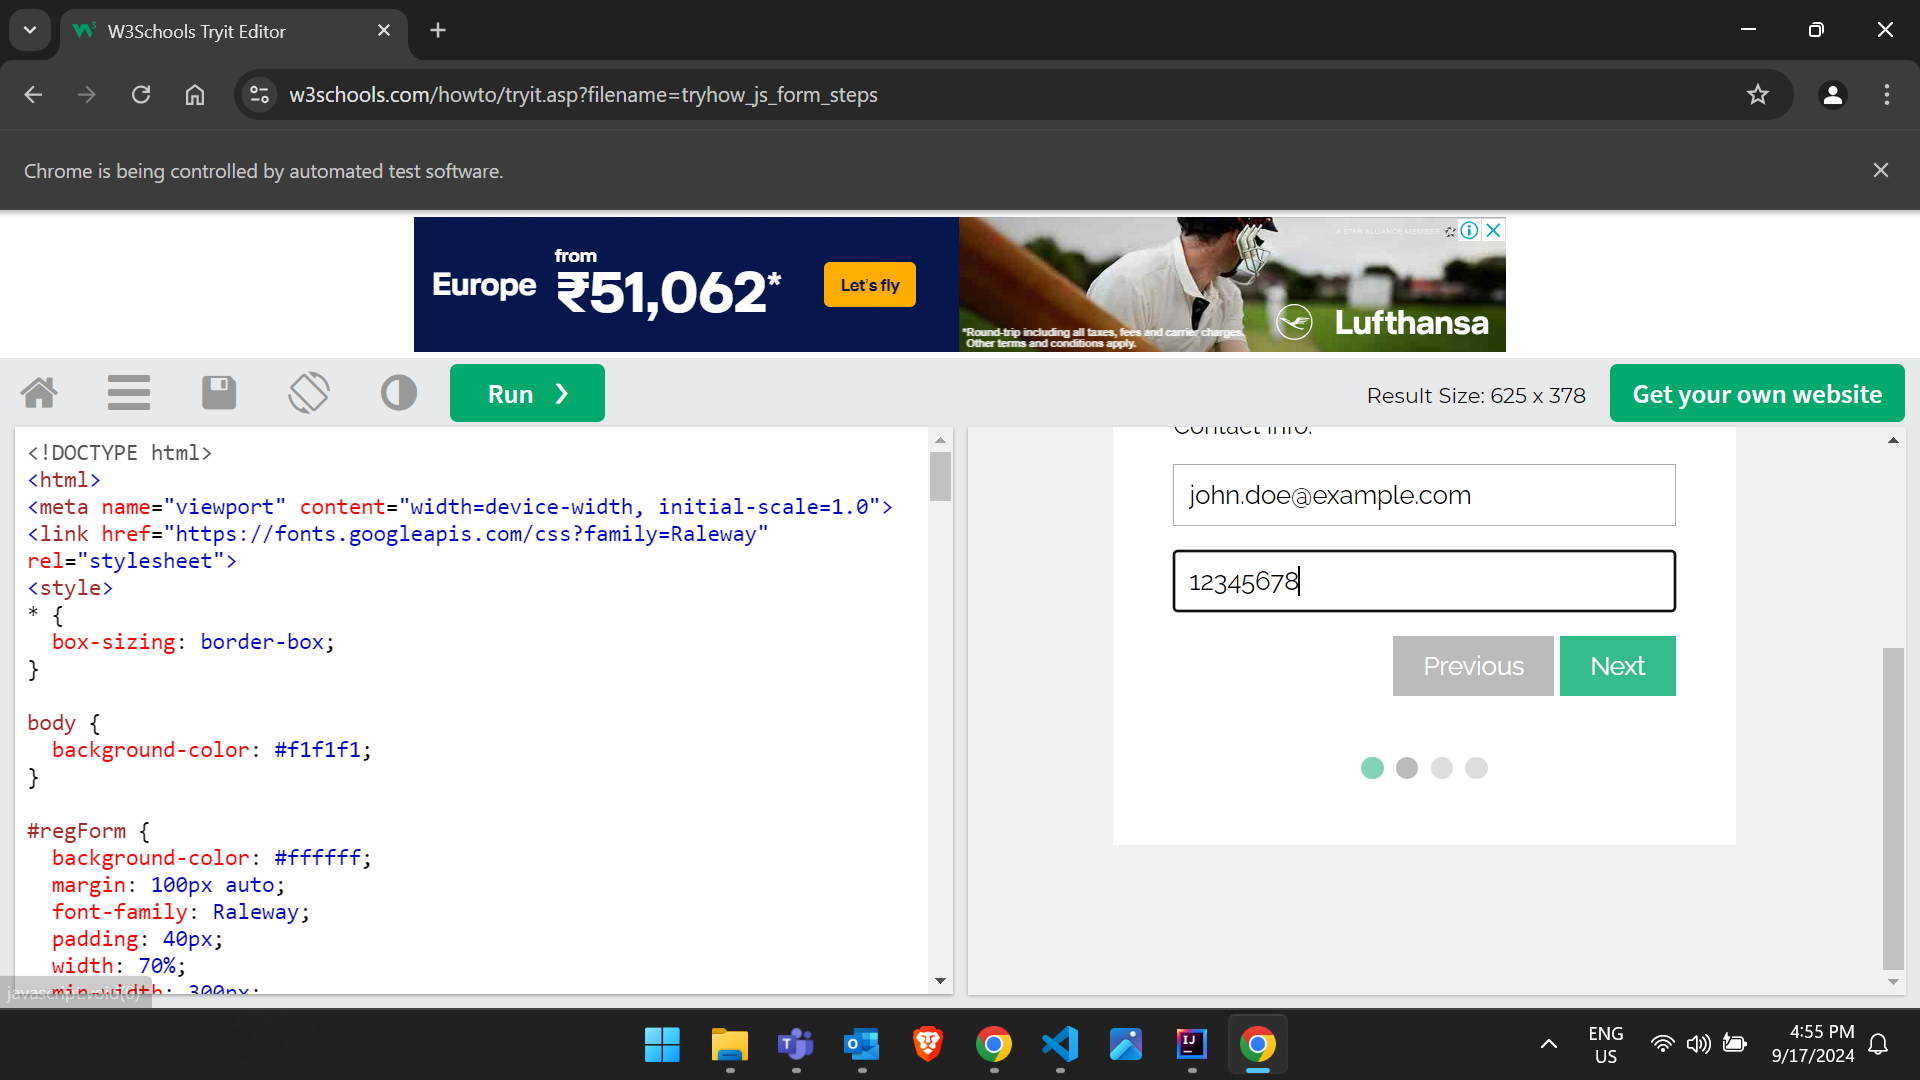 W3Schools Tryit Editor
w3schools.com/howto/tryit.asp?filename=tryhow_js_form_steps
Chrome is being controlled by automated test software.
Europe
from
₹51,062*
Let's fly
A STAR ALLIANCE MEMBER
*Round-trip including all taxes, fees and carrier charges.
Other terms and conditions apply.
Lufthansa
Run ❯
Result Size: 625 x 378
Get your own website
<!DOCTYPE html>
<html>
<meta name="viewport" content="width=device-width, initial-scale=1.0">
<link href="https://fonts.googleapis.com/css?family=Raleway"
rel="stylesheet">
<style>
* {
box-sizing: border-box;
}
body {
background-color: #f1f1f1;
}
#regForm {
background-color: #ffffff;
margin: 100px auto;
font-family: Raleway;
padding: 40px;
width: 70%;
min-width: 300px;
javascript:void(0)
Contact Info:
john.doe@example.com
12345678
Previous
Next
ENG
US
4:55 PM
9/17/2024